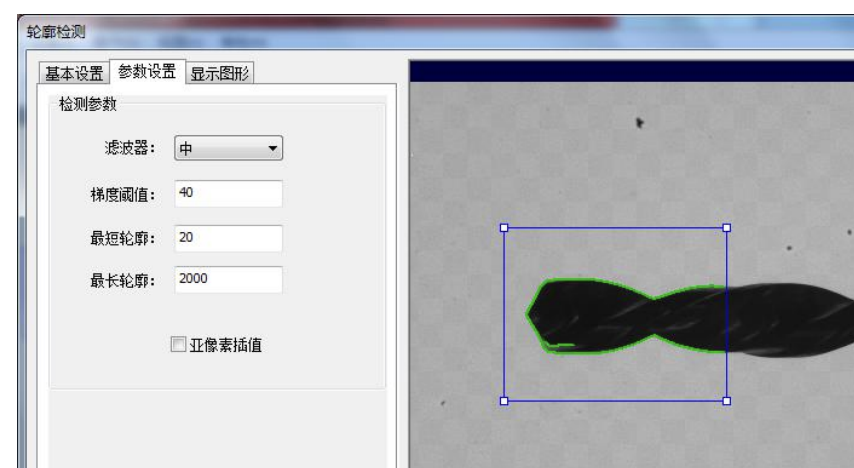 轮廓检测
基本设置 参数设置 显示图形
检测参数
滤波器: 中
梯度阈值: 40
最短轮廓: 20
最长轮廓: 2000
亚像素插值